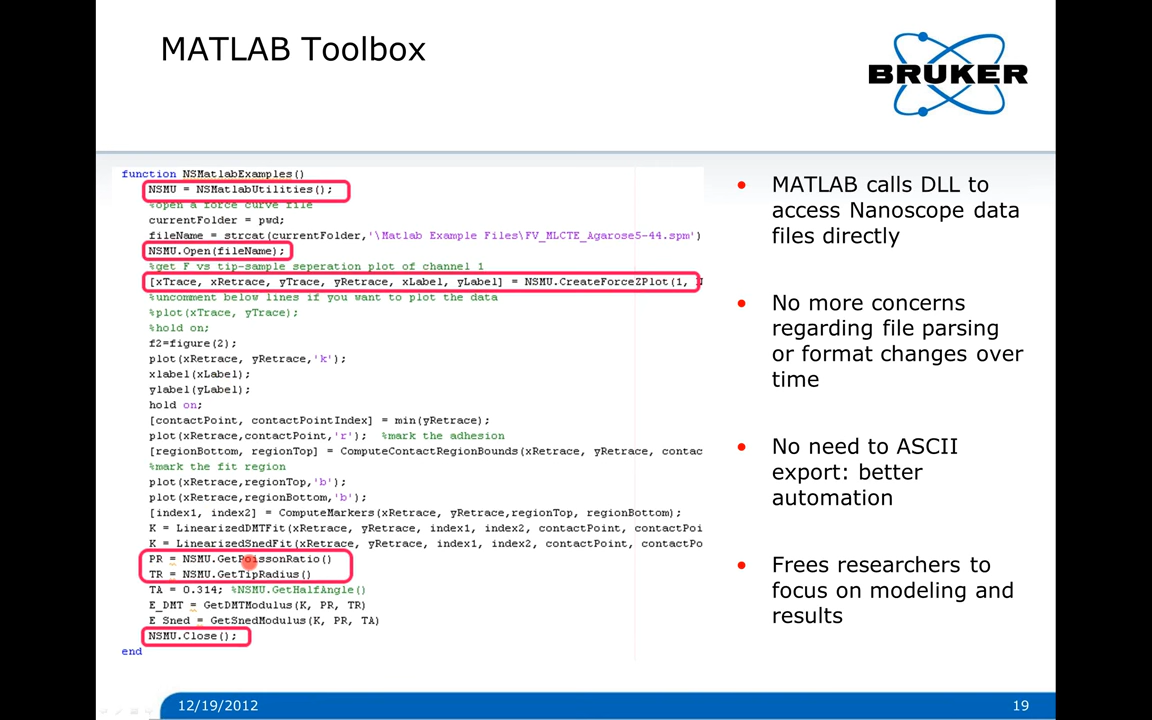 MATLAB Toolbox
BRUKER
function NSMatlabExamples()
NSMU = NSMatlabUtilities();
%open a force curve file
currentFolder = pwd;
fileName = strcat(currentFolder,'\Matlab Example Files\FV_MLCTE_Agarose5-44.spm')
NSMU.Open(fileName);
%get F vs tip-sample seperation plot of channel 1
[xTrace, xRetrace, yTrace, yRetrace, xLabel, yLabel] = NSMU.CreateForceZPlot(1,
%uncomment below lines if you want to plot the data
%plot(xTrace, yTrace);
%hold on;
f2=figure(2);
plot(xRetrace, yRetrace,'k');
xlabel(xLabel);
ylabel(yLabel);
hold on;
[contactPoint, contactPointIndex] = min(yRetrace);
plot(xRetrace,contactPoint,'r'); %mark the adhesion
[regionBottom, regionTop] = ComputeContactRegionBounds(xRetrace, yRetrace, contac
%mark the fit region
plot(xRetrace,regionTop,'b');
plot(xRetrace,regionBottom,'b');
[index1, index2] = ComputeMarkers(xRetrace, yRetrace,regionTop, regionBottom);
K = LinearizedDMTFit(xRetrace, yRetrace, index1, index2, contactPoint, contactPoi
K = LinearizedSnedFit(xRetrace, yRetrace, index1, index2, contactPoint, contactPo
PR = NSMU.GetPoissonRatio()
TR = NSMU.GetTipRadius()
TA = 0.314; %NSMU.GetHalfAngle()
E_DMT = GetDMTModulus(K, PR, TR)
E_Sned = GetSnedModulus(K, PR, TA)
NSMU.Close();
end
• MATLAB calls DLL to
access Nanoscope data
files directly
• No more concerns
regarding file parsing
or format changes over
time
• No need to ASCII
export: better
automation
• Frees researchers to
focus on modeling and
results
12/19/2012
19